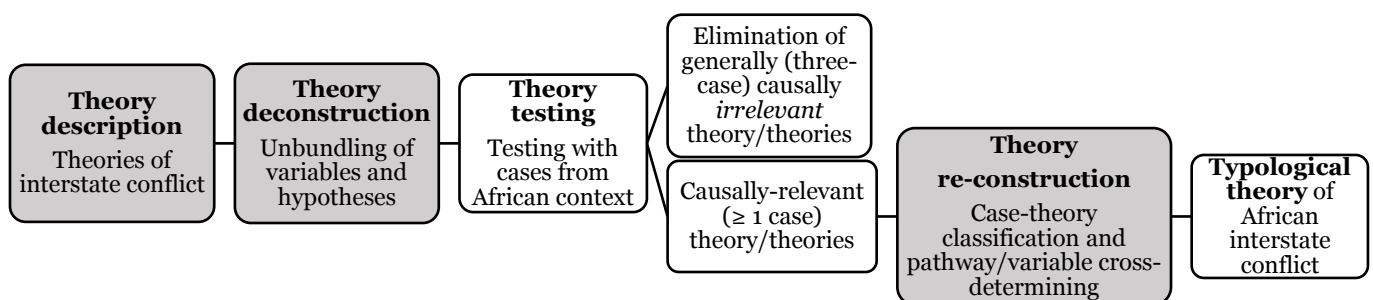 Theory
description
Theories of
interstate conflict
Theory
deconstruction
Unbundling of
variables and
hypotheses
Theory
testing
Testing with
cases from
African context
Elimination of
generally (three-
case) causally
irrelevant
theory/theories
Causally-relevant
(≥ 1 case)
theory/theories
Theory
re-construction
Case-theory
classification and
pathway/variable cross-
determining
Typological
theory of
African
interstate
conflict